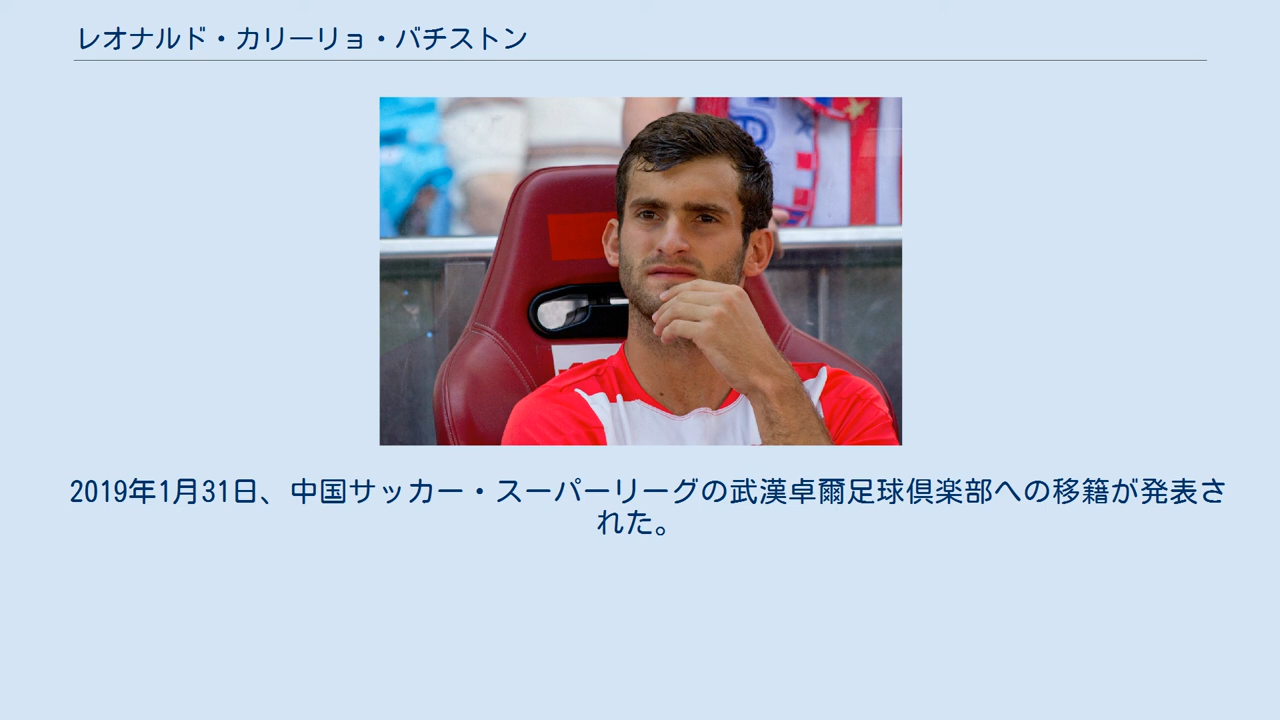 レオナルド・カリーリョ・バチストン
2019年1月31日、中国サッカー・スーパーリーグの武漢卓爾足球倶楽部への移籍が発表さ
れた。